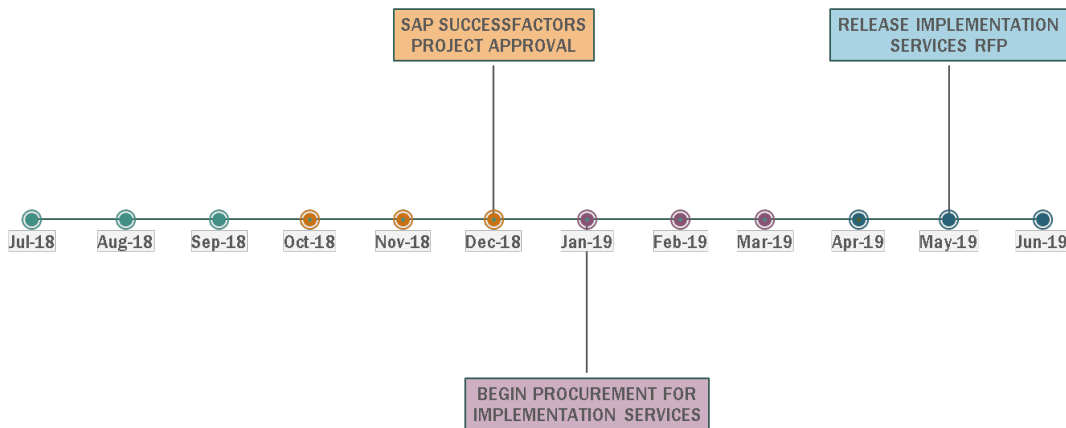 SAP SUCCESSFACTORS
PROJECT APPROVAL
RELEASE IMPLEMENTATION
SERVICES RFP
Jul-18 Aug-18 Sep-18 Oct-18 Nov-18 Dec-18 Jan-19 Feb-19 Mar-19 Apr-19 May-19 Jun-19
BEGIN PROCUREMENT FOR
IMPLEMENTATION SERVICES